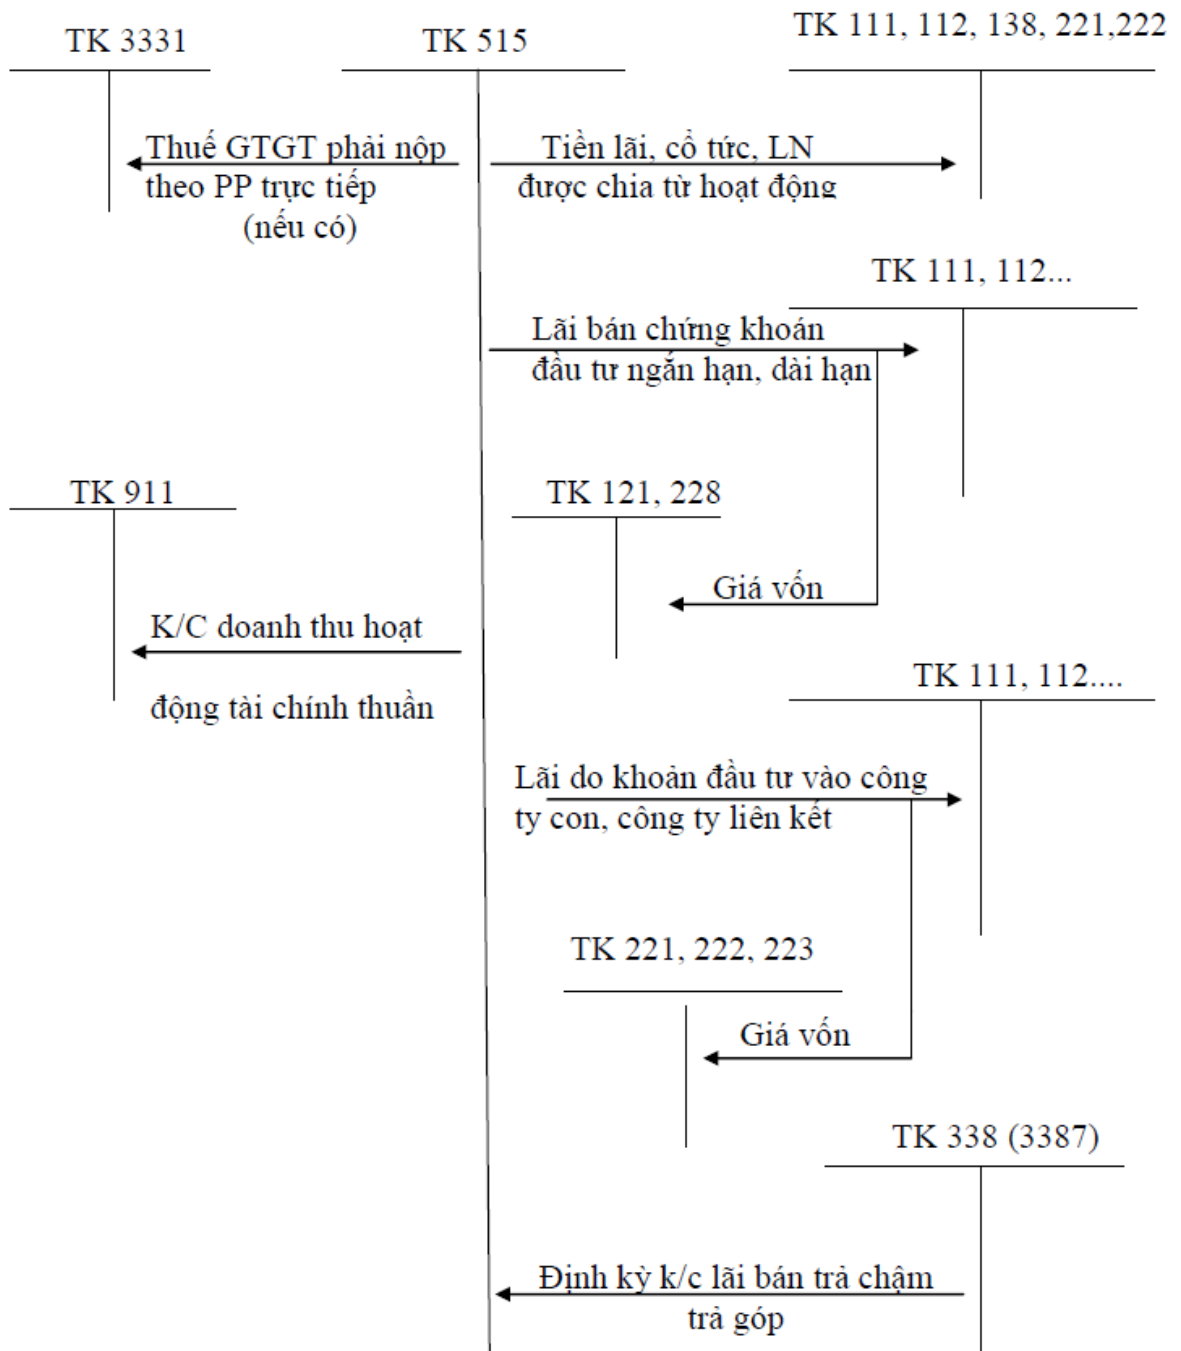 TK 3331
TK 515
TK 111, 112, 138, 221,222
Thuế GTGT phải nộp
theo PP trực tiếp
(nếu có)
Tiền lãi, cổ tức, LN
được chia từ hoạt động
TK 111, 112...
Lãi bán chứng khoán
đầu tư ngắn hạn, dài hạn
TK 911
TK 121, 228
Giá vốn
K/C doanh thu hoạt
động tài chính thuần
TK 111, 112....
Lãi do khoản đầu tư vào công
ty con, công ty liên kết
TK 221, 222, 223
Giá vốn
TK 338 (3387)
Định kỳ k/c lãi bán trả chậm
trả góp